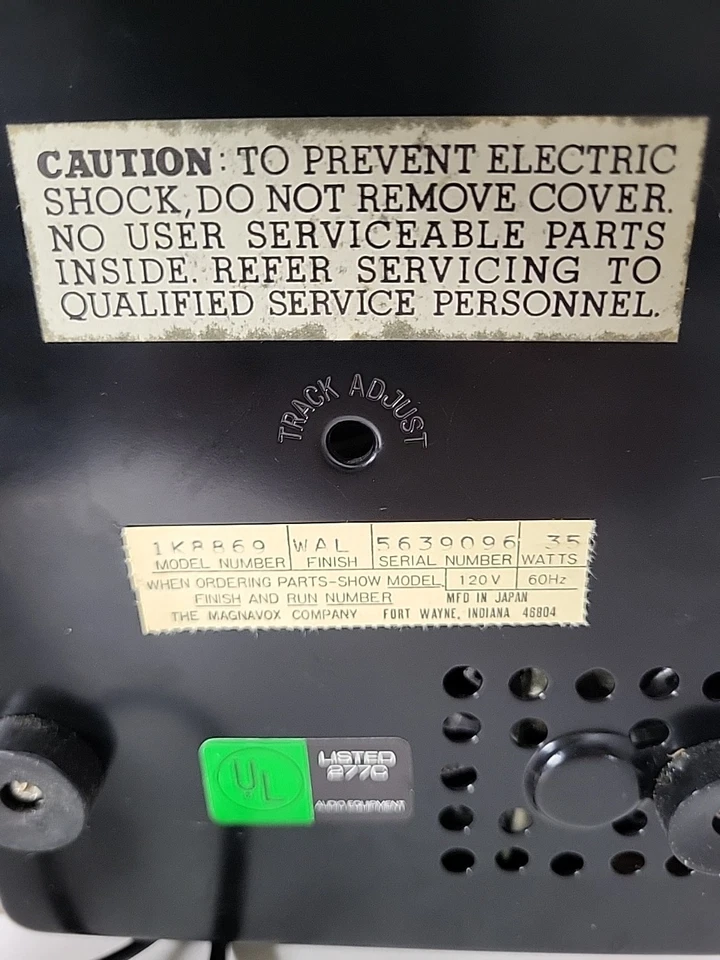 CAUTION: TO PREVENT ELECTRIC
SHOCK, DO NOT REMOVE COVER.
NO USER SERVICEABLE PARTS
INSIDE. REFER SERVICING TO
QUALIFIED SERVICE PERSONNEL.
TRACK ADJUST
1K8869 WAL 5639096 35
MODEL NUMBER FINISH SERIAL NUMBER WATTS
WHEN ORDERING PARTS-SHOW MODEL, 120V 60Hz
FINISH AND RUN NUMBER MFD IN JAPAN
THE MAGNAVOX COMPANY FORT WAYNE, INDIANA 46804
UL
LISTED
877C
AUDIO EQUIPMENT